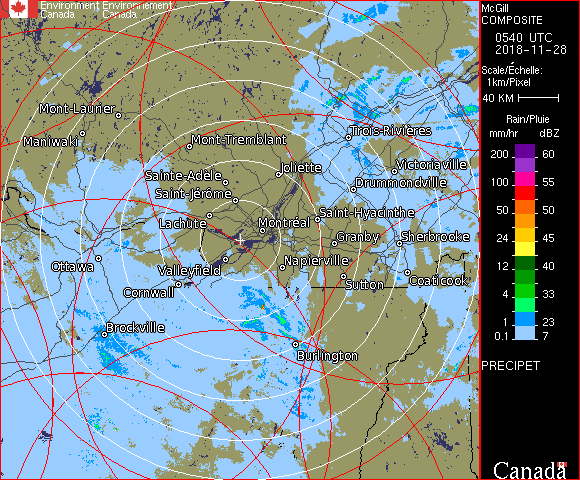 Environment Environnement
Canada Canada
McGill
COMPOSITE
0540 UTC
2018-11-28
Scale/Échelle:
1km/Pixel
40 KM
Rain/Pluie
mm/hr dBZ
200 60
100 55
50 50
24 45
12 40
4 33
1 23
0.1 7
PRECIPET
Canada
Mont-Laurier
Maniwaki
Mont-Tremblant
Trois-Rivières
Joliette
Victoriaville
Sainte-Adèle
Drummondville
Saint-Jérôme
Lachute
Saint-Hyacinthe
Montréal
Granby
Sherbrooke
Ottawa
Valleyfield
Napierville
Cornwall
Sutton
Coaticook
Brockville
Burlington